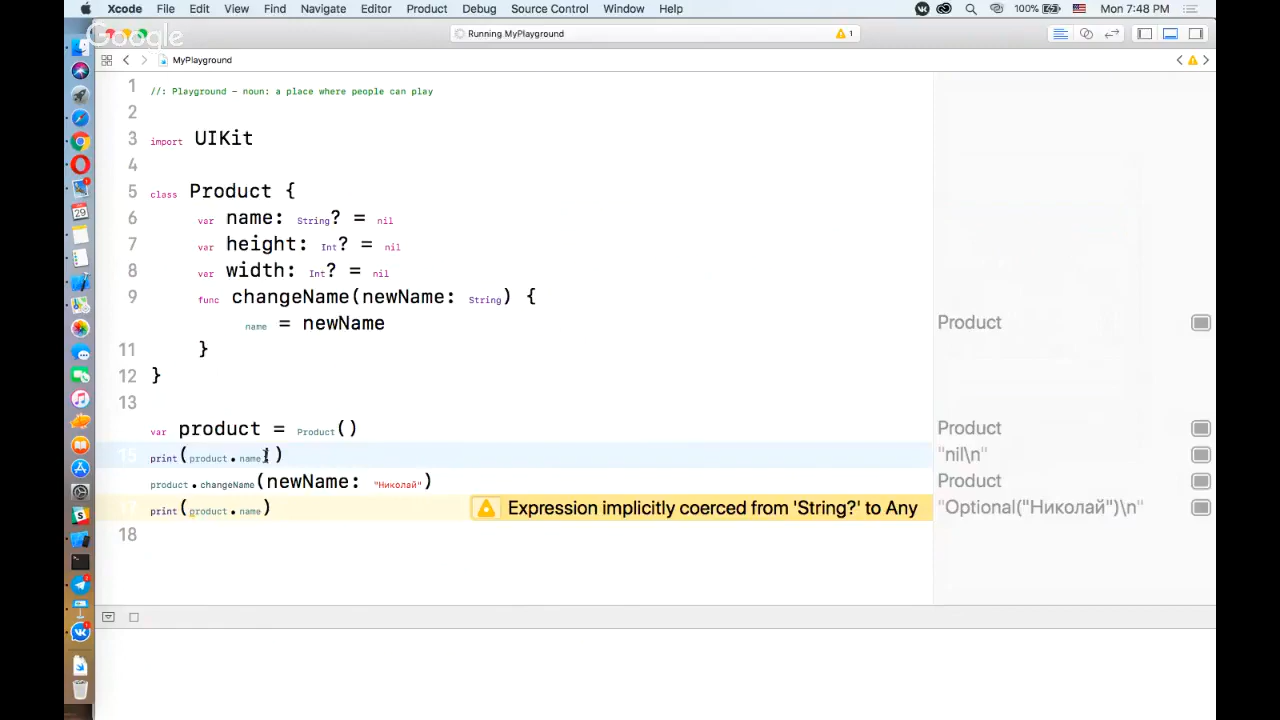 Xcode File Edit View Find Navigate Editor Product Debug Source Control Window Help 100% Mon 7:48 PM
Google
Running MyPlayground 1
MyPlayground
1 //: Playground - noun: a place where people can play
2
3 import UIKit
4
5 class Product {
6 var name: String? = nil
7 var height: Int? = nil
8 var width: Int? = nil
9 func changeName(newName: String) {
name = newName Product
11 }
12 }
13
var product = Product() Product
15 print(product.name)) "nil\n"
product.changeName(newName: "Николай") Product
17 print(product.name) Expression implicitly coerced from 'String?' to Any "Optional("Николай")\n"
18